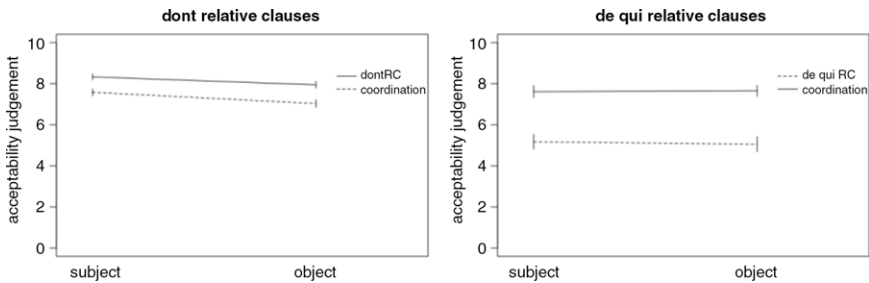 dont relative clauses
acceptability judgement
10
8
6
4
2
0
dontRC
coordination
subject
object
de qui relative clauses
acceptability judgement
10
8
6
4
2
0
de qui RC
coordination
subject
object